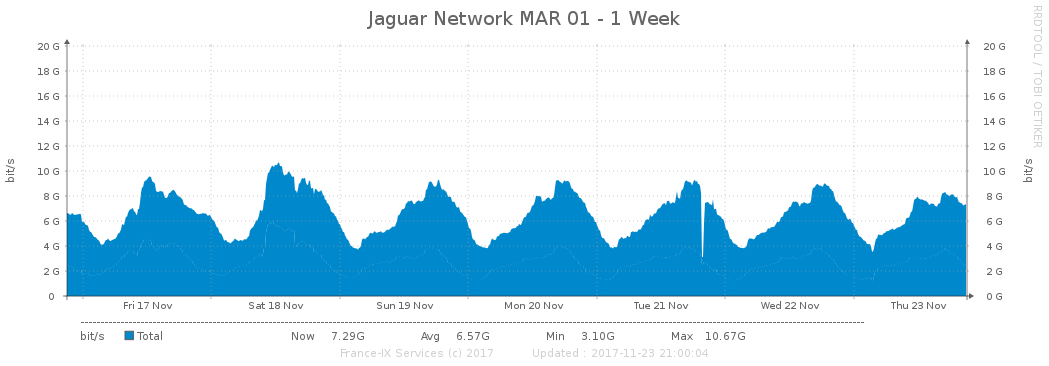 Jaguar Network MAR 01 - 1 Week
RRDTOOL / TOBI OETIKER
bit/s
bit/s
20 G 20 G
18 G 18 G
16 G 16 G
14 G 14 G
12 G 12 G
10 G 10 G
8 G 8 G
6 G 6 G
4 G 4 G
2 G 2 G
0 0 G
Fri 17 Nov Sat 18 Nov Sun 19 Nov Mon 20 Nov Tue 21 Nov Wed 22 Nov Thu 23 Nov
bit/s Total Now 7.29G Avg 6.57G Min 3.10G Max 10.67G
France-IX Services (c) 2017 Updated : 2017-11-23 21:00:04